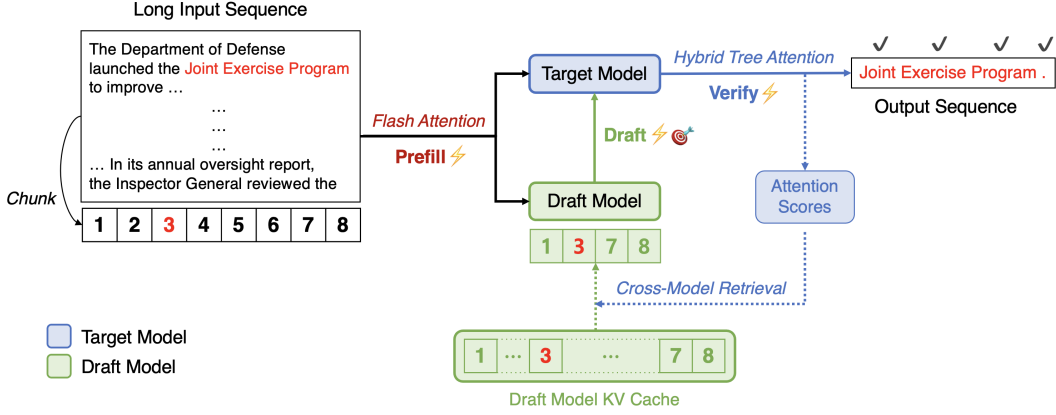 Long Input Sequence
The Department of Defense
launched the Joint Exercise Program
to improve ...
...
...
...
... In its annual oversight report,
the Inspector General reviewed the
Chunk
1 2 3 4 5 6 7 8
Flash Attention
Prefill
Target Model
Draft
Draft Model
1 3 7 8
Hybrid Tree Attention
Verify
Joint Exercise Program .
Output Sequence
Attention
Scores
Cross-Model Retrieval
1 ... 3 ... 7 8
Draft Model KV Cache
Target Model
Draft Model